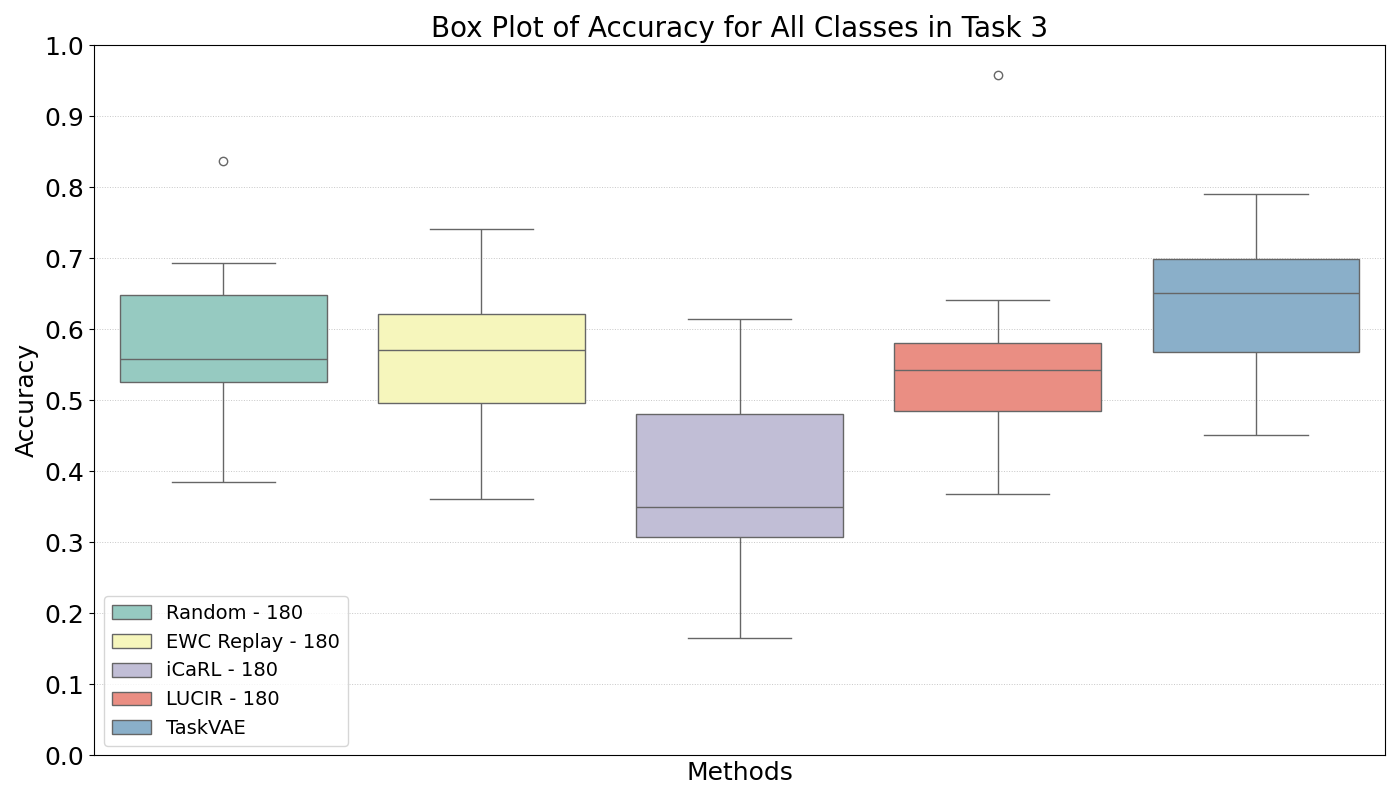 Box Plot of Accuracy for All Classes in Task 3
1.0
0.9
0.8
0.7
0.6
0.5
0.4
0.3
0.2
0.1
0.0
Accuracy
Random - 180
EWC Replay - 180
iCaRL - 180
LUCIR - 180
TaskVAE
Methods